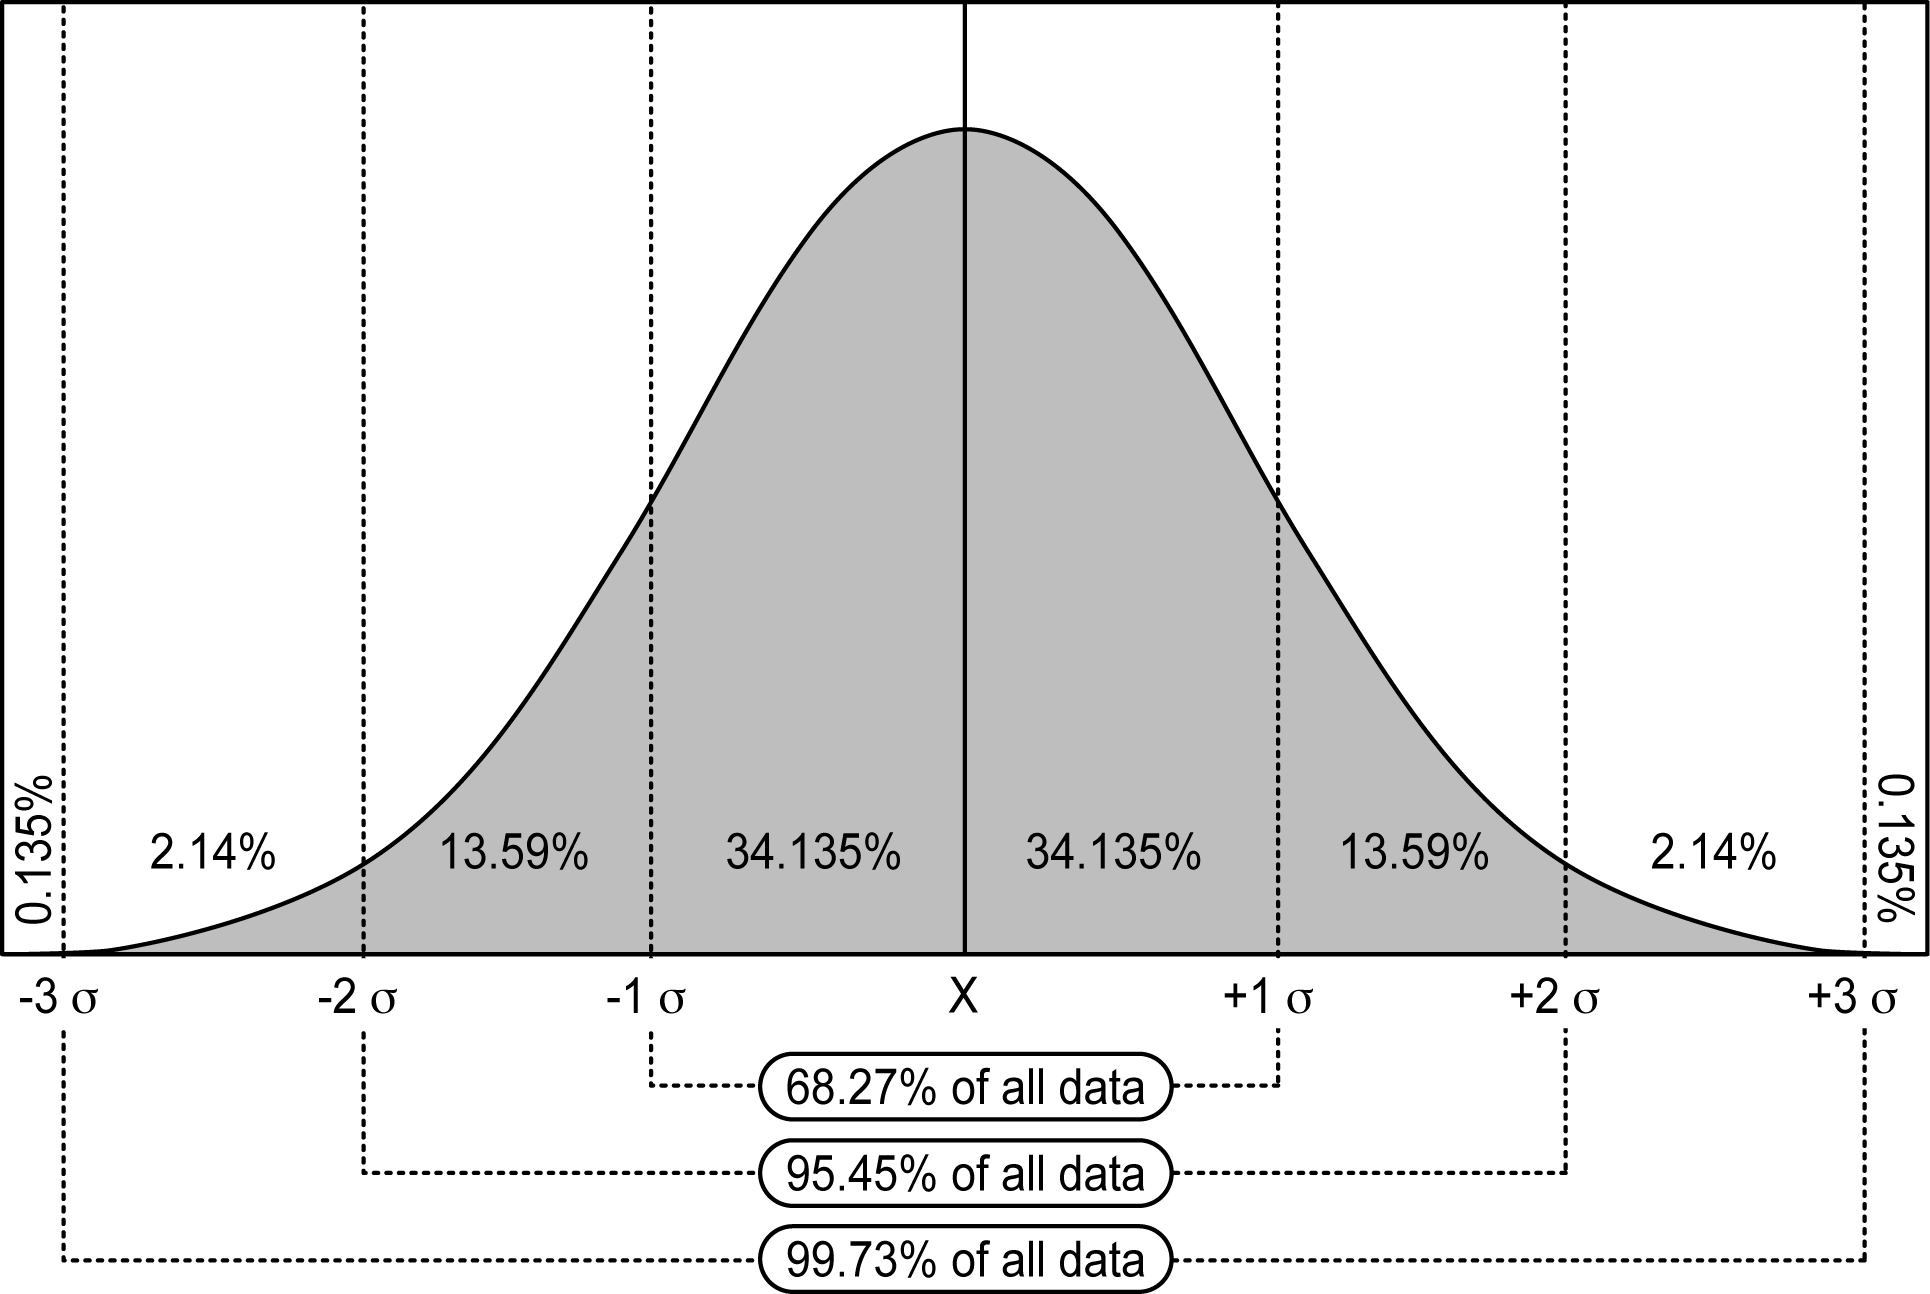 0.135%
2.14%
13.59%
34.135%
34.135%
13.59%
2.14%
0.135%
-3 σ
-2 σ
-1 σ
X
+1 σ
+2 σ
+3 σ
68.27% of all data
95.45% of all data
99.73% of all data